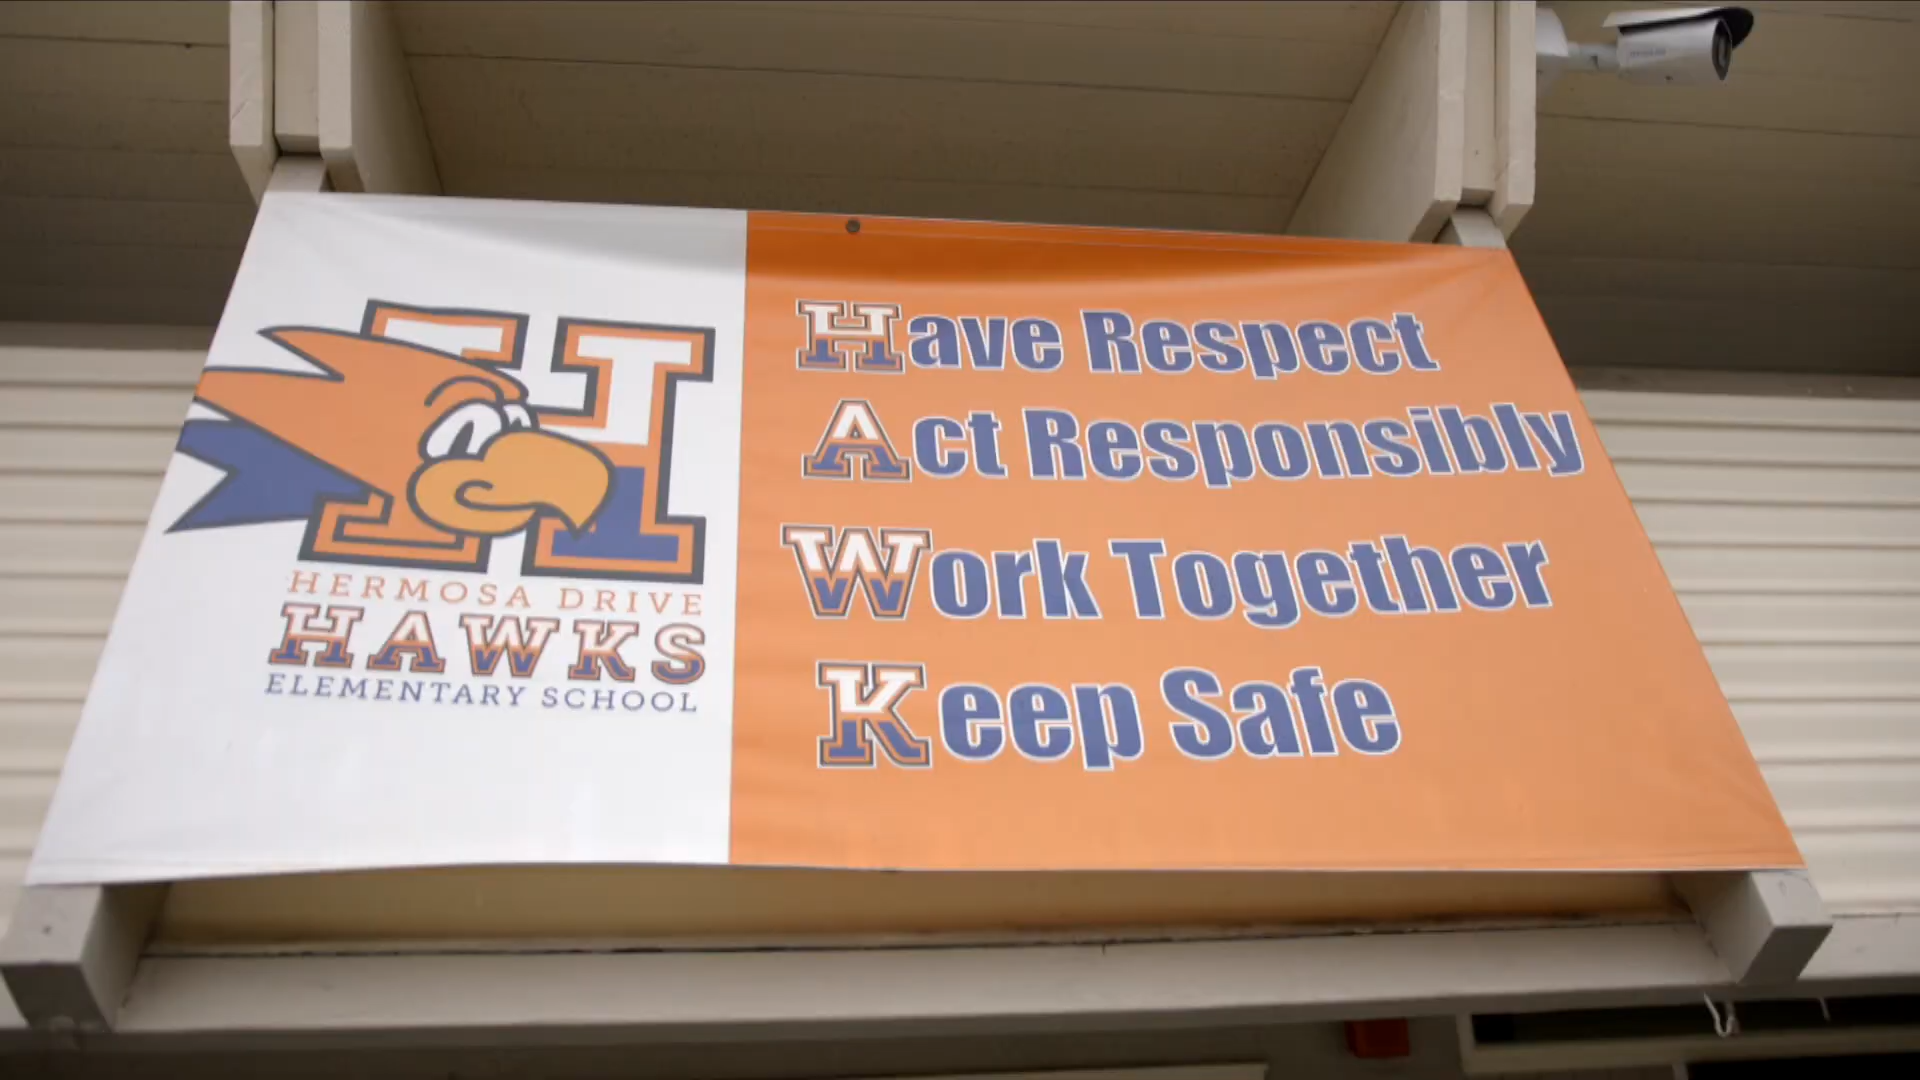 H
HERMOSA DRIVE
HAWKS
ELEMENTARY SCHOOL
Have Respect
Act Responsibly
Work Together
Keep Safe